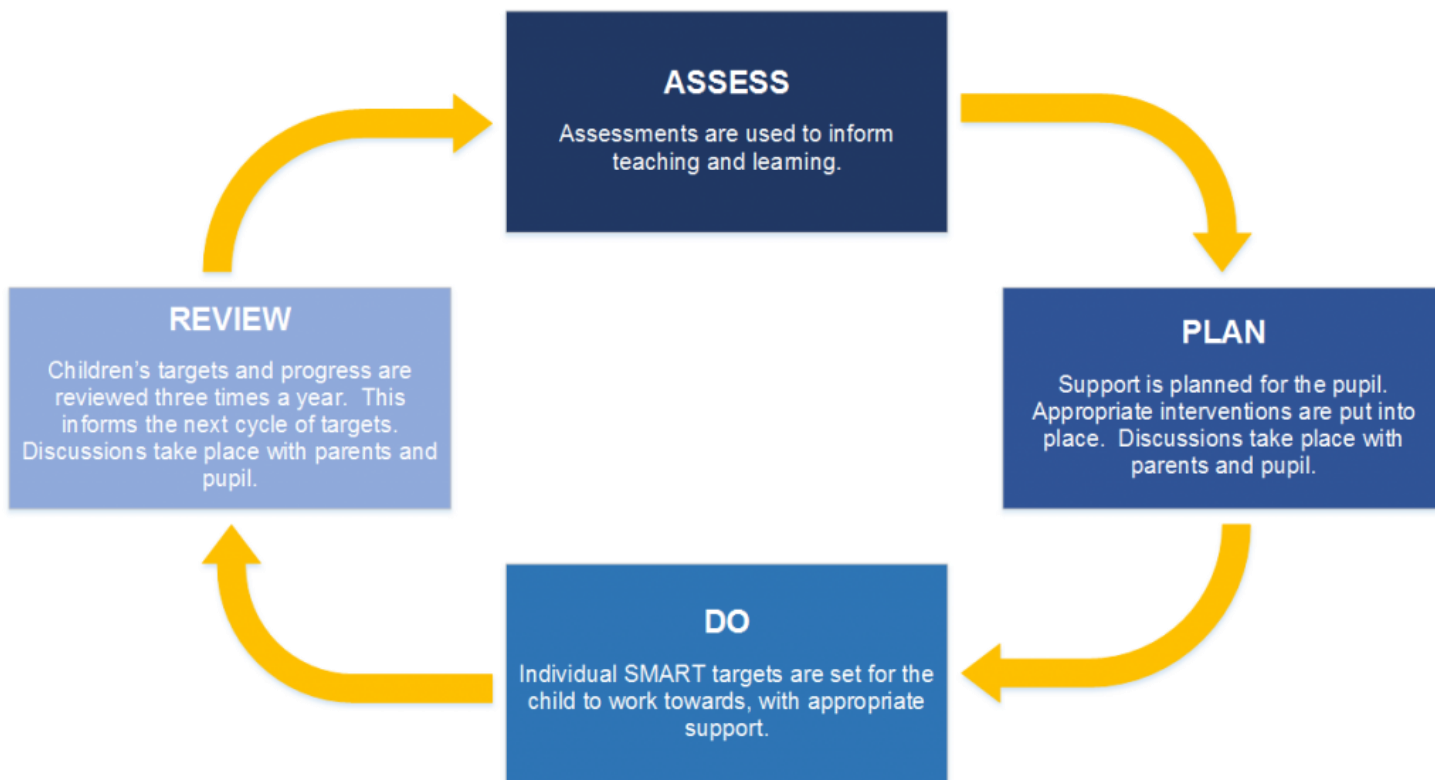 ASSESS
Assessments are used to inform
teaching and learning.
PLAN
Support is planned for the pupil.
Appropriate interventions are put into
place.  Discussions take place with
parents and pupil.
DO
Individual SMART targets are set for the
child to work towards, with appropriate
support.
REVIEW
Children’s targets and progress are
reviewed three times a year.  This
informs the next cycle of targets.
Discussions take place with parents and
pupil.